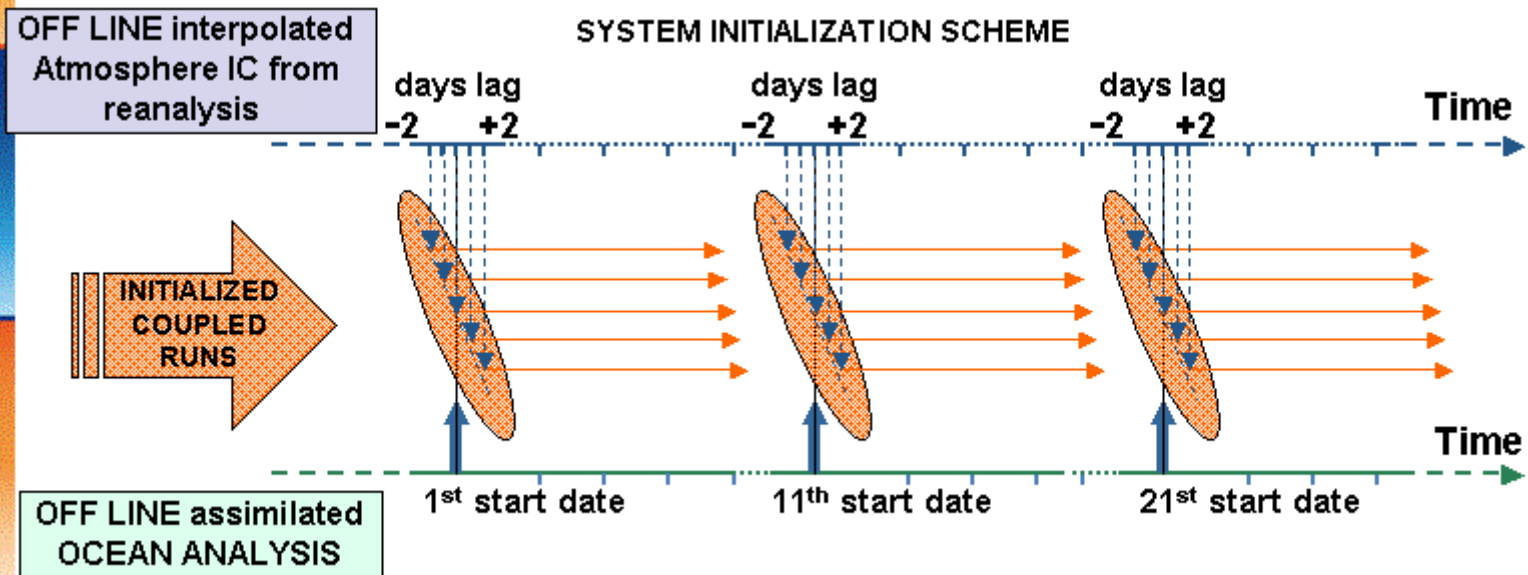 OFF LINE interpolated
Atmosphere IC from
reanalysis
SYSTEM INITIALIZATION SCHEME
days lag
-2 +2
days lag
-2 +2
days lag
-2 +2
Time
INITIALIZED
COUPLED
RUNS
Time
1st start date
11th start date
21st start date
OFF LINE assimilated
OCEAN ANALYSIS